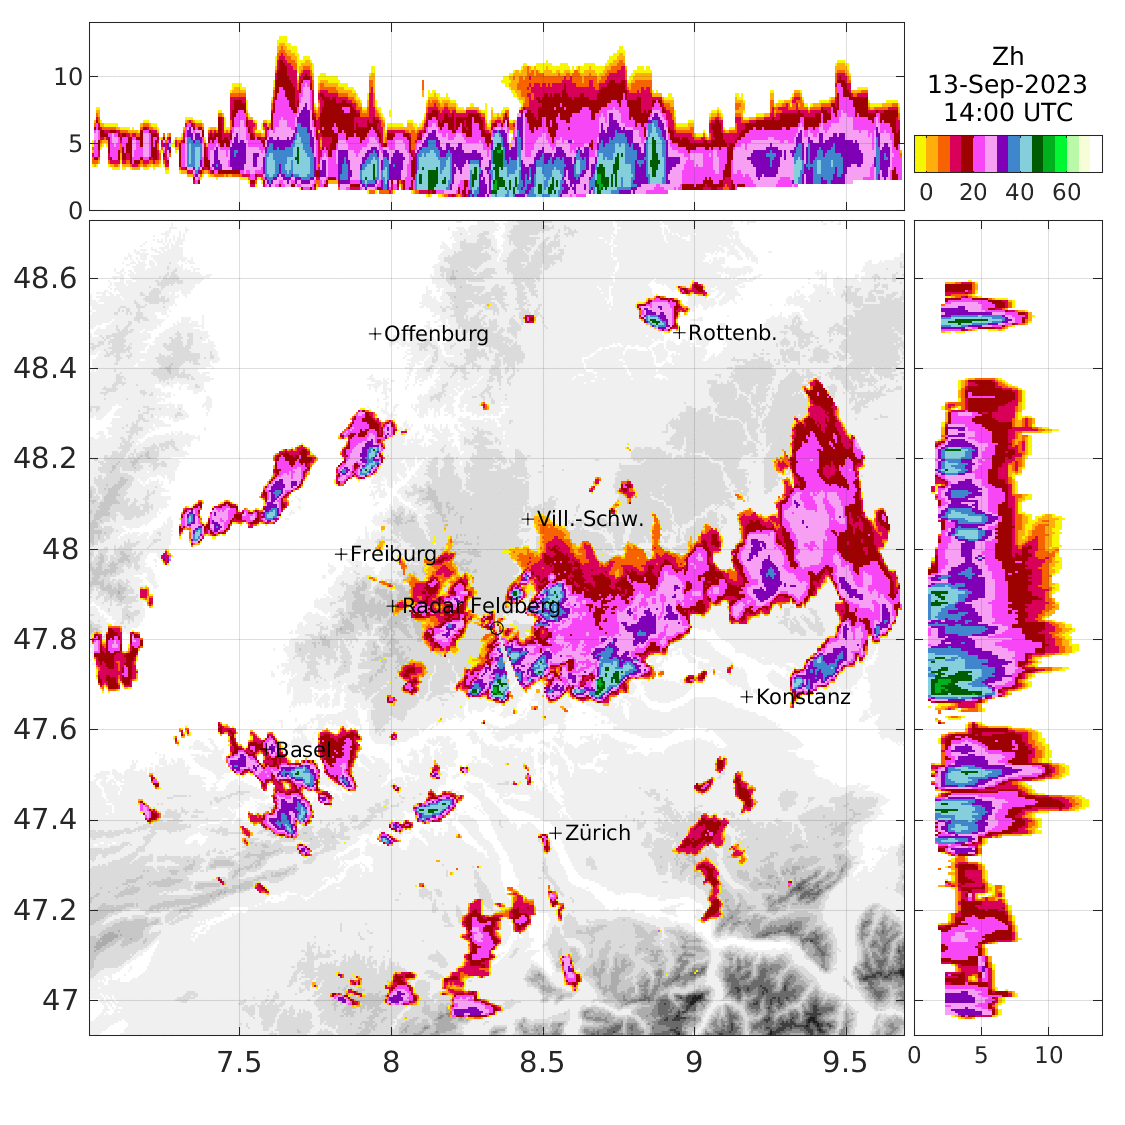 10
5
0
Zh
13-Sep-2023
14:00 UTC
0 20 40 60
48.6
48.4
48.2
48
47.8
47.6
47.4
47.2
47
+Offenburg
+Rottenb.
+Vill.-Schw.
+Freiburg
+Radar Feldberg
+Konstanz
+Basel
+Zürich
7.5 8 8.5 9 9.5
0 5 10